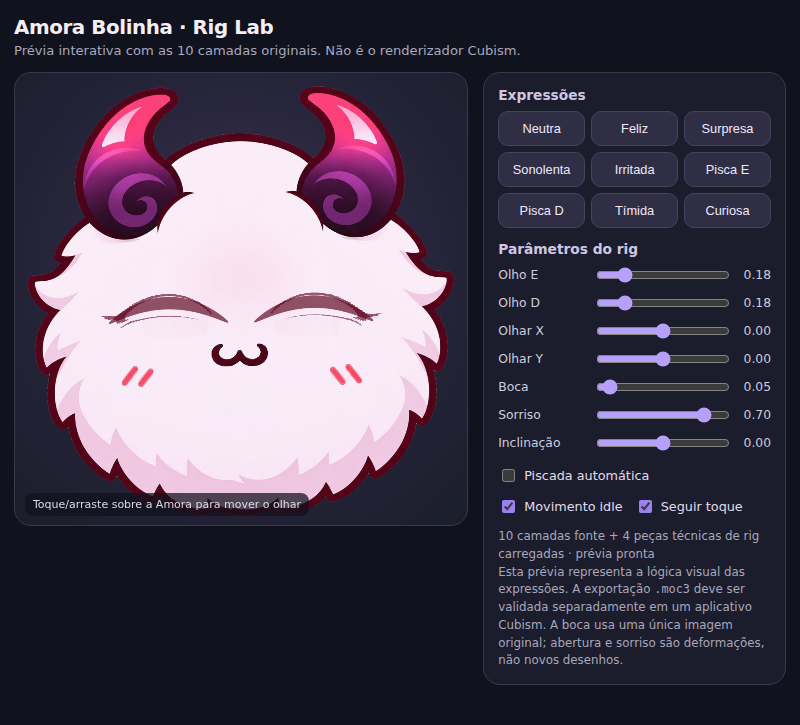 Amora Bolinha · Rig Lab
Prévia interativa com as 10 camadas originais. Não é o renderizador Cubism.
Toque/arraste sobre a Amora para mover o olhar
Expressões
Neutra Feliz Surpresa
Sonolenta Irritada Pisca E
Pisca D Tímida Curiosa
Parâmetros do rig
Olho E 0.18
Olho D 0.18
Olhar X 0.00
Olhar Y 0.00
Boca 0.05
Sorriso 0.70
Inclinação 0.00
Piscada automática
Movimento idle Seguir toque
10 camadas fonte + 4 peças técnicas de rig
carregadas · prévia pronta
Esta prévia representa a lógica visual das
expressões. A exportação .moc3 deve ser
validada separadamente em um aplicativo
Cubism. A boca usa uma única imagem
original; abertura e sorriso são deformações,
não novos desenhos.